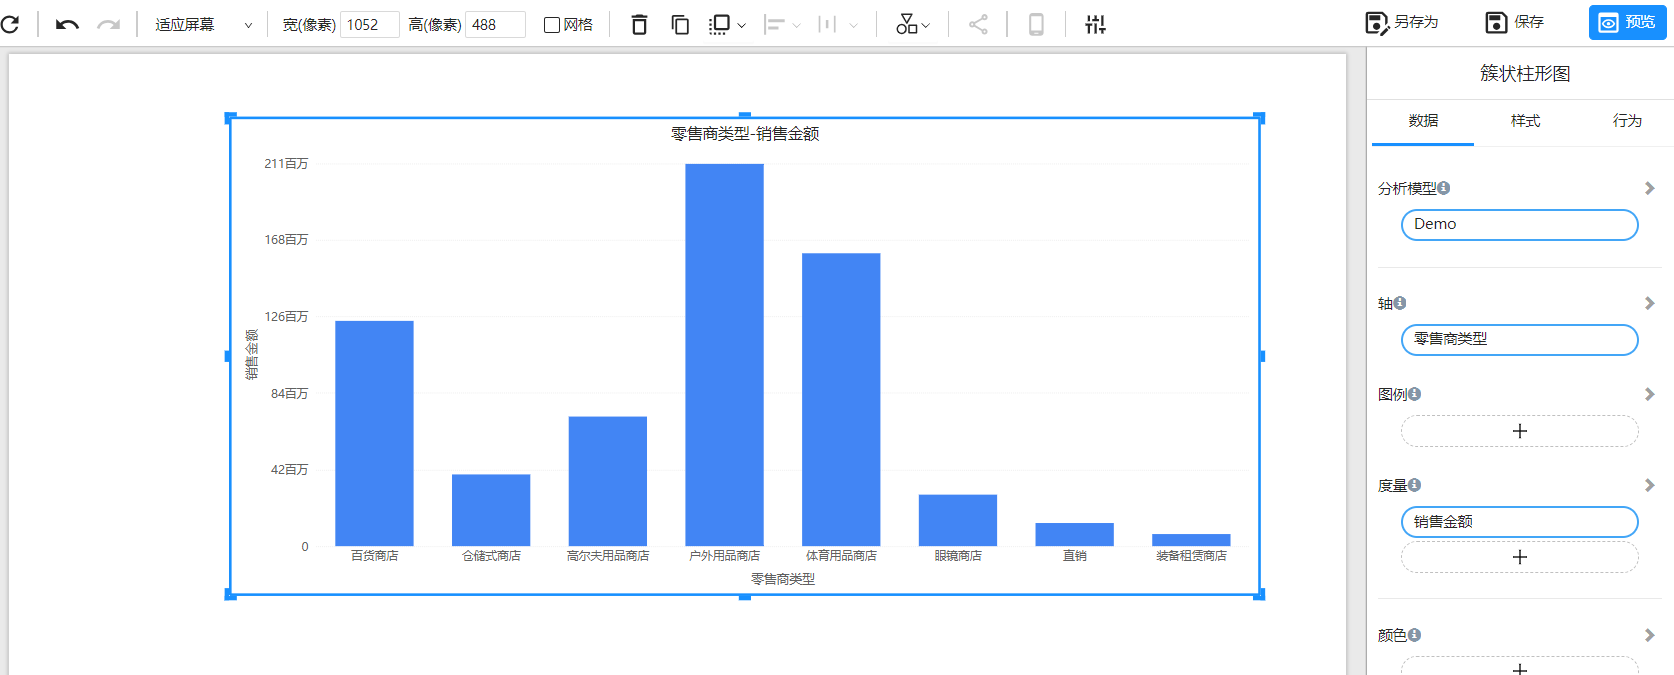 适应屏幕 宽(像素) 1052 高(像素) 488 网格 另存为 保存 预览
零售商类型-销售金额
211百万
168百万
126百万
84百万
42百万
0
销售金额
百货商店 仓储式商店 高尔夫用品商店 户外用品商店 体育用品商店 眼镜商店 直销 装备租赁商店
零售商类型
簇状柱形图
数据 样式 行为
分析模型
Demo
轴
零售商类型
图例
度量
销售金额
颜色